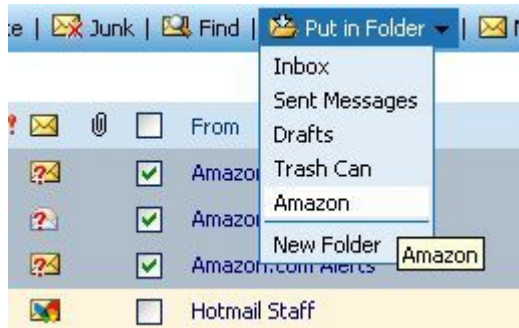 e | Junk | Find | Put in Folder |
Inbox
Sent Messages
Drafts
Trash Can
Amazon
New Folder
Amazon
From
Amazo
Amazo
Amazon.com Alerts
Hotmail Staff